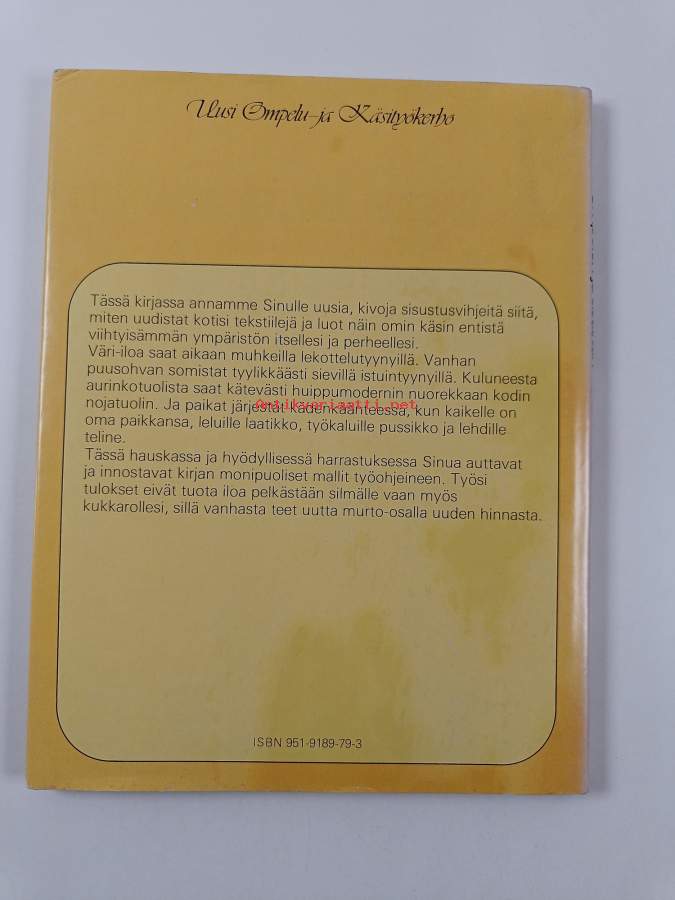 Uusi Ompelu- ja Käsityökerho
Tässä kirjassa annamme Sinulle uusia, kivoja sisustusvihjeitä siitä,
miten uudistat kotisi tekstiilejä ja luot näin omin käsin entistä
viihtyisämmän ympäristön itsellesi ja perheellesi.
Väri-iloa saat aikaan muhkeilla lekottelutyynyillä. Vanhan
puusohvan somistat tyylikkäästi sievillä istuintyynyillä. Kuluneesta
aurinkotuolista saat kätevästi huippumodernin nuorekkaan kodin
nojatuolin. Ja paikat järjestät kädenkäänteessä, kun kaikelle on
Antikvariaatti.net
oma paikkansa, leluille laatikko, työkaluille pussikko ja lehdille
teline.
Tässä hauskassa ja hyödyllisessä harrastuksessa Sinua auttavat
ja innostavat kirjan monipuoliset mallit työohjeineen. Työsi
tulokset eivät tuota iloa pelkästään silmälle vaan myös
kukkarollesi, sillä vanhasta teet uutta murto-osalla uuden hinnasta.
ISBN 951-9189-79-3